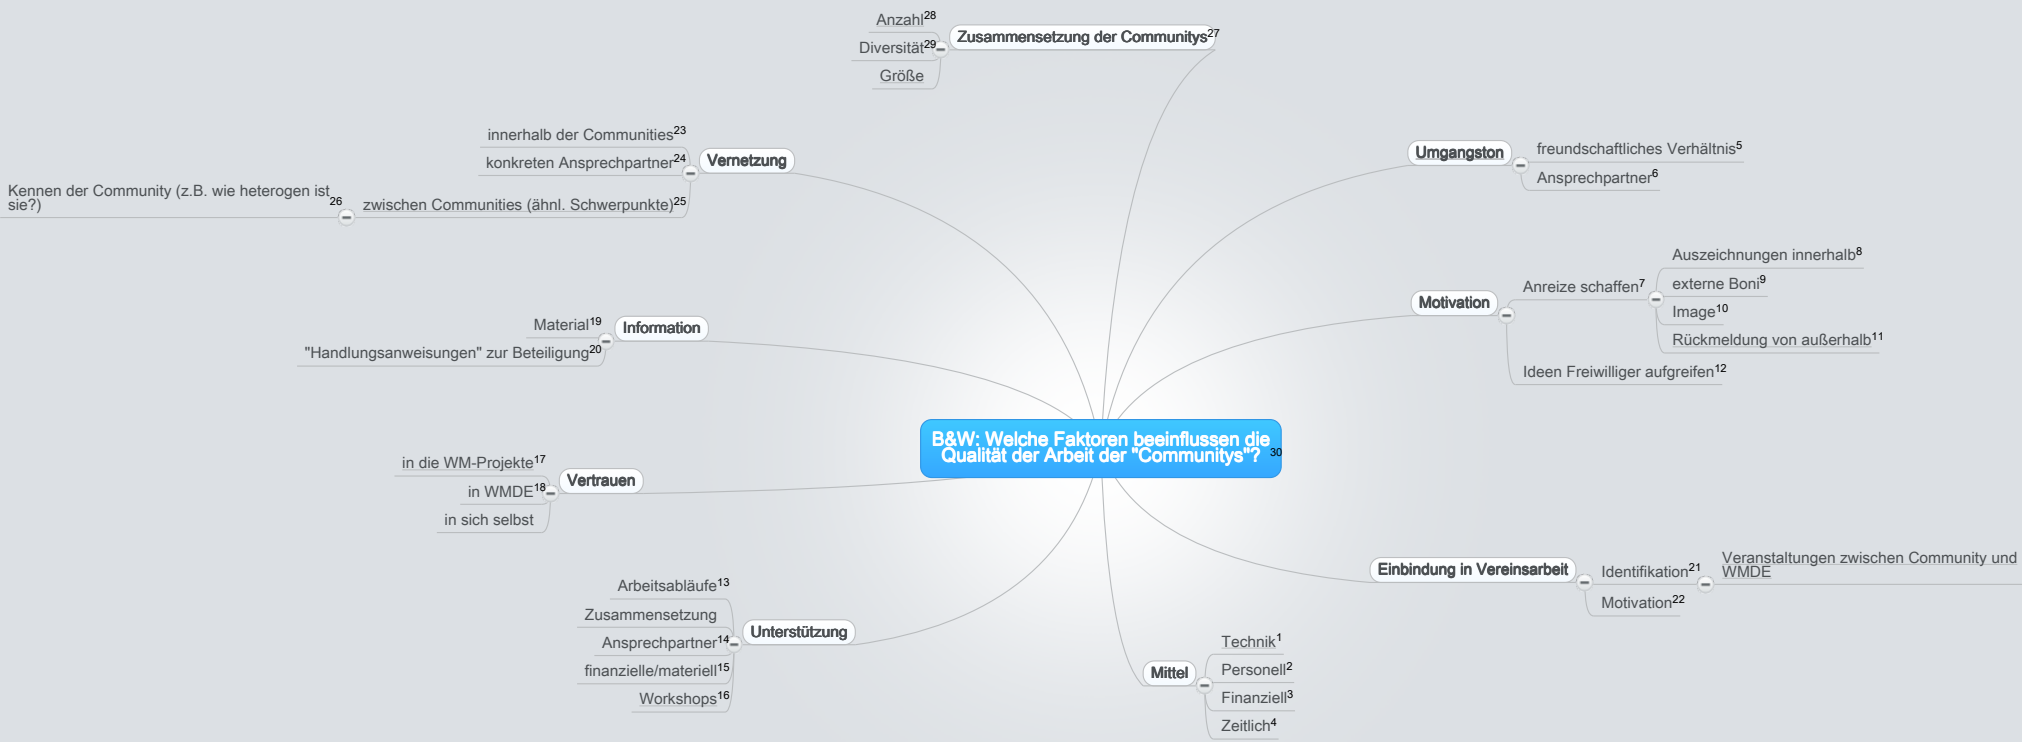 B&W: Welche Faktoren beeinflussen die
Qualität der Arbeit der "Communitys"? 30
Zusammensetzung der Communitys27
Anzahl28
Diversität29
Größe
Vernetzung
innerhalb der Communities23
konkreten Ansprechpartner24
zwischen Communities (ähnl. Schwerpunkte)25
Kennen der Community (z.B. wie heterogen ist
sie?) 26
Information
Material19
"Handlungsanweisungen" zur Beteiligung20
Vertrauen
in die WM-Projekte17
in WMDE18
in sich selbst
Unterstützung
Arbeitsabläufe13
Zusammensetzung
Ansprechpartner14
finanzielle/materiell15
Workshops16
Umgangston
freundschaftliches Verhältnis5
Ansprechpartner6
Motivation
Anreize schaffen7
Auszeichnungen innerhalb8
externe Boni9
Image10
Rückmeldung von außerhalb11
Ideen Freiwilliger aufgreifen12
Einbindung in Vereinsarbeit
Identifikation21
Veranstaltungen zwischen Community und
WMDE
Motivation22
Mittel
Technik1
Personell2
Finanziell3
Zeitlich4